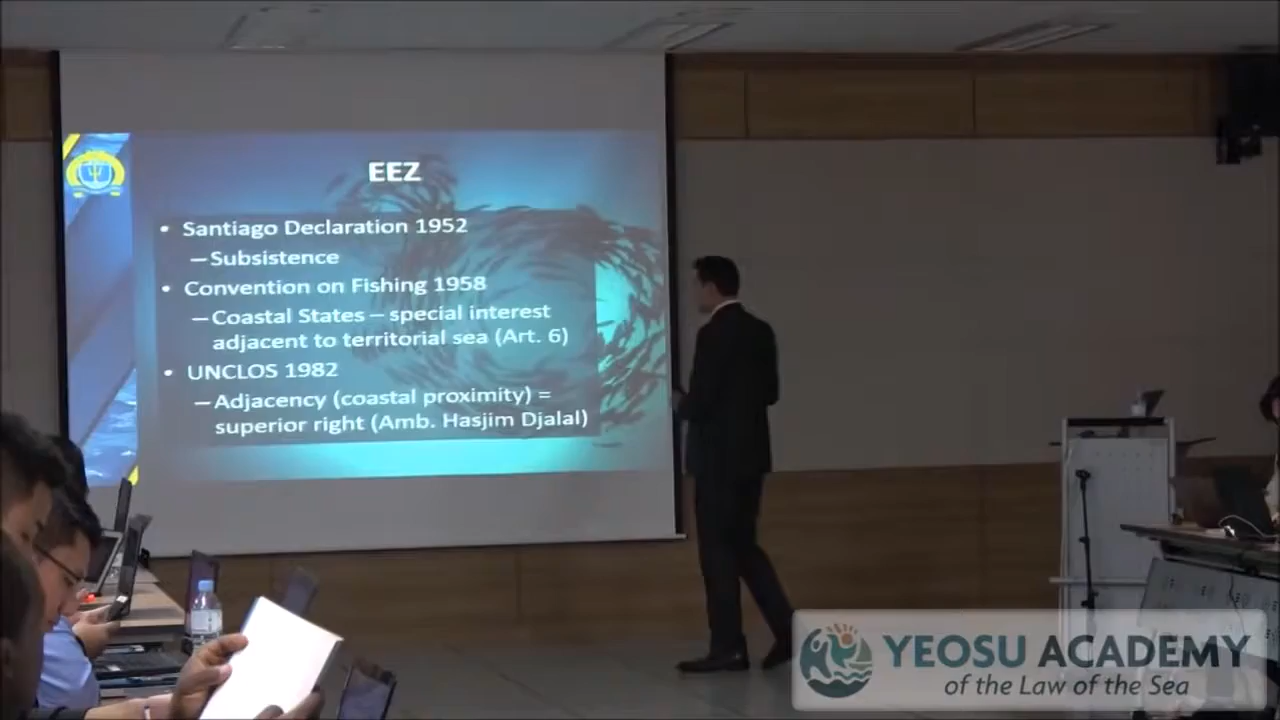 EEZ
• Santiago Declaration 1952
– Subsistence
• Convention on Fishing 1958
– Coastal States – special interest
adjacent to territorial sea (Art. 6)
• UNCLOS 1982
– Adjacency (coastal proximity) =
superior right (Amb. Hasjim Djalal)
YEOSU ACADEMY
of the Law of the Sea